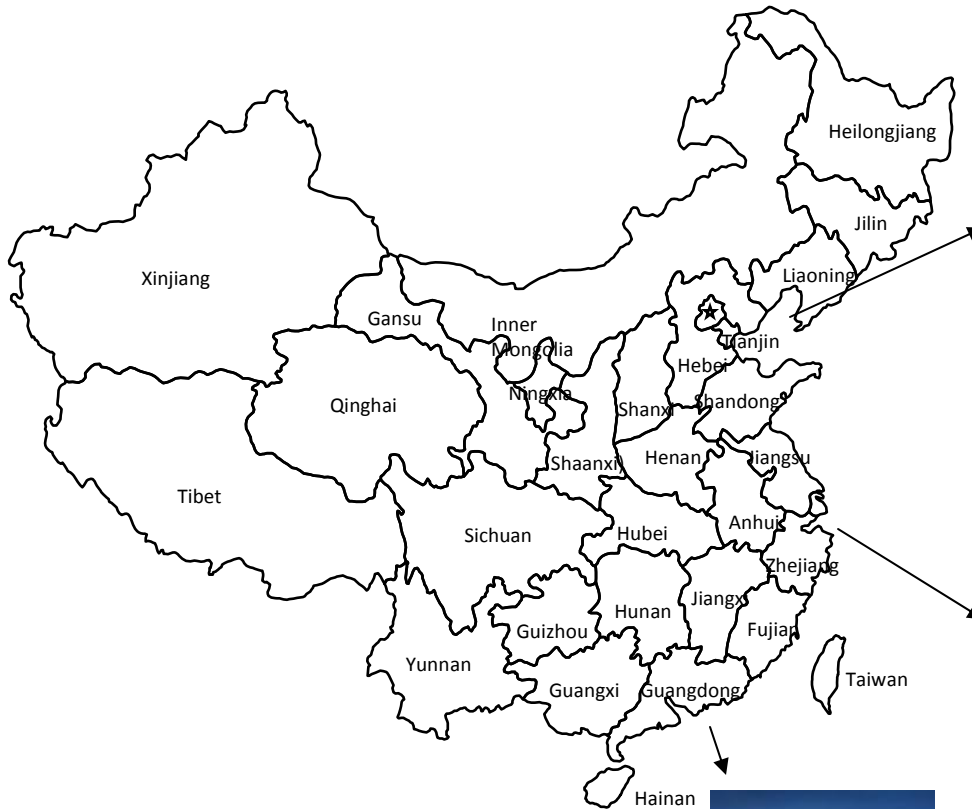 Heilongjiang
Jilin
Liaoning
Xinjiang
Gansu
Inner
Mongolia
Tianjin
Hebei
Ningxia
Qinghai
Shanxi
Shandong
Shaanxi
Henan
Jiangsu
Tibet
Sichuan
Hubei
Anhui
Zhejiang
Hunan
Jiangxi
Guizhou
Fujian
Yunnan
Guangxi
Guangdong
Taiwan
Hainan